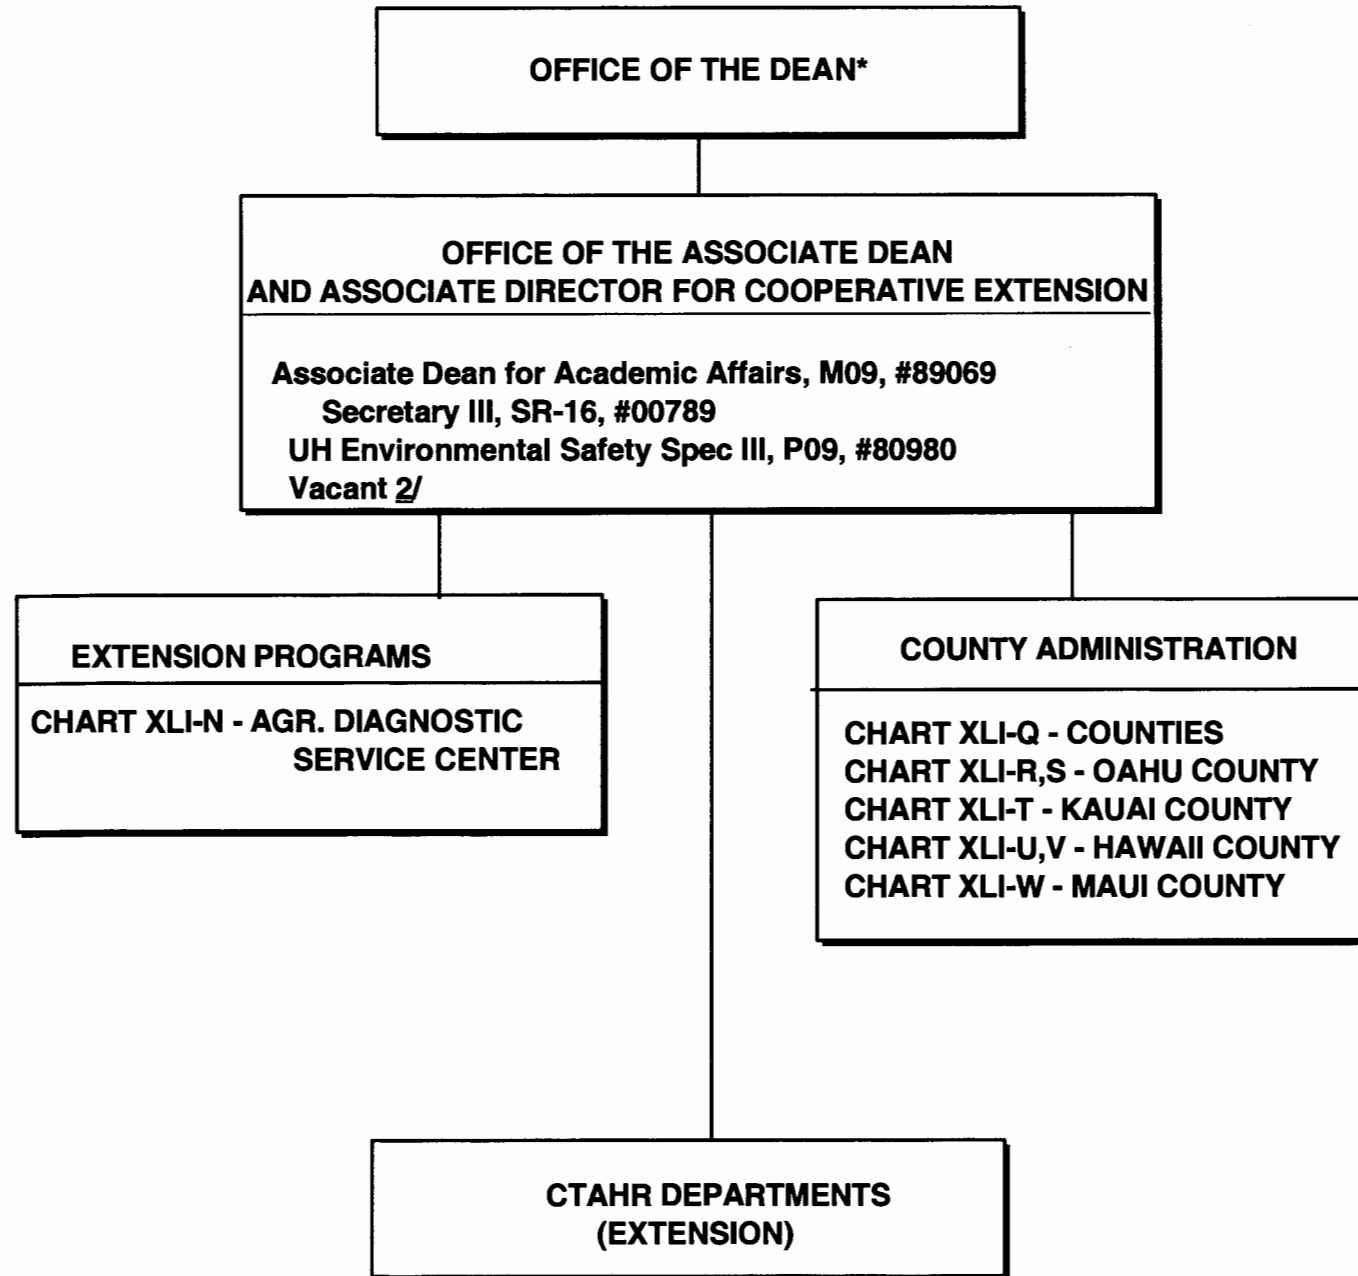 OFFICE OF THE DEAN*
OFFICE OF THE ASSOCIATE DEAN
AND ASSOCIATE DIRECTOR FOR COOPERATIVE EXTENSION
Associate Dean for Academic Affairs, M09, #89069
Secretary III, SR-16, #00789
UH Environmental Safety Spec III, P09, #80980
Vacant 2/
EXTENSION PROGRAMS
CHART XLI-N - AGR. DIAGNOSTIC
SERVICE CENTER
COUNTY ADMINISTRATION
CHART XLI-Q - COUNTIES
CHART XLI-R,S - OAHU COUNTY
CHART XLI-T - KAUAI COUNTY
CHART XLI-U,V - HAWAII COUNTY
CHART XLI-W - MAUI COUNTY
CTAHR DEPARTMENTS
(EXTENSION)